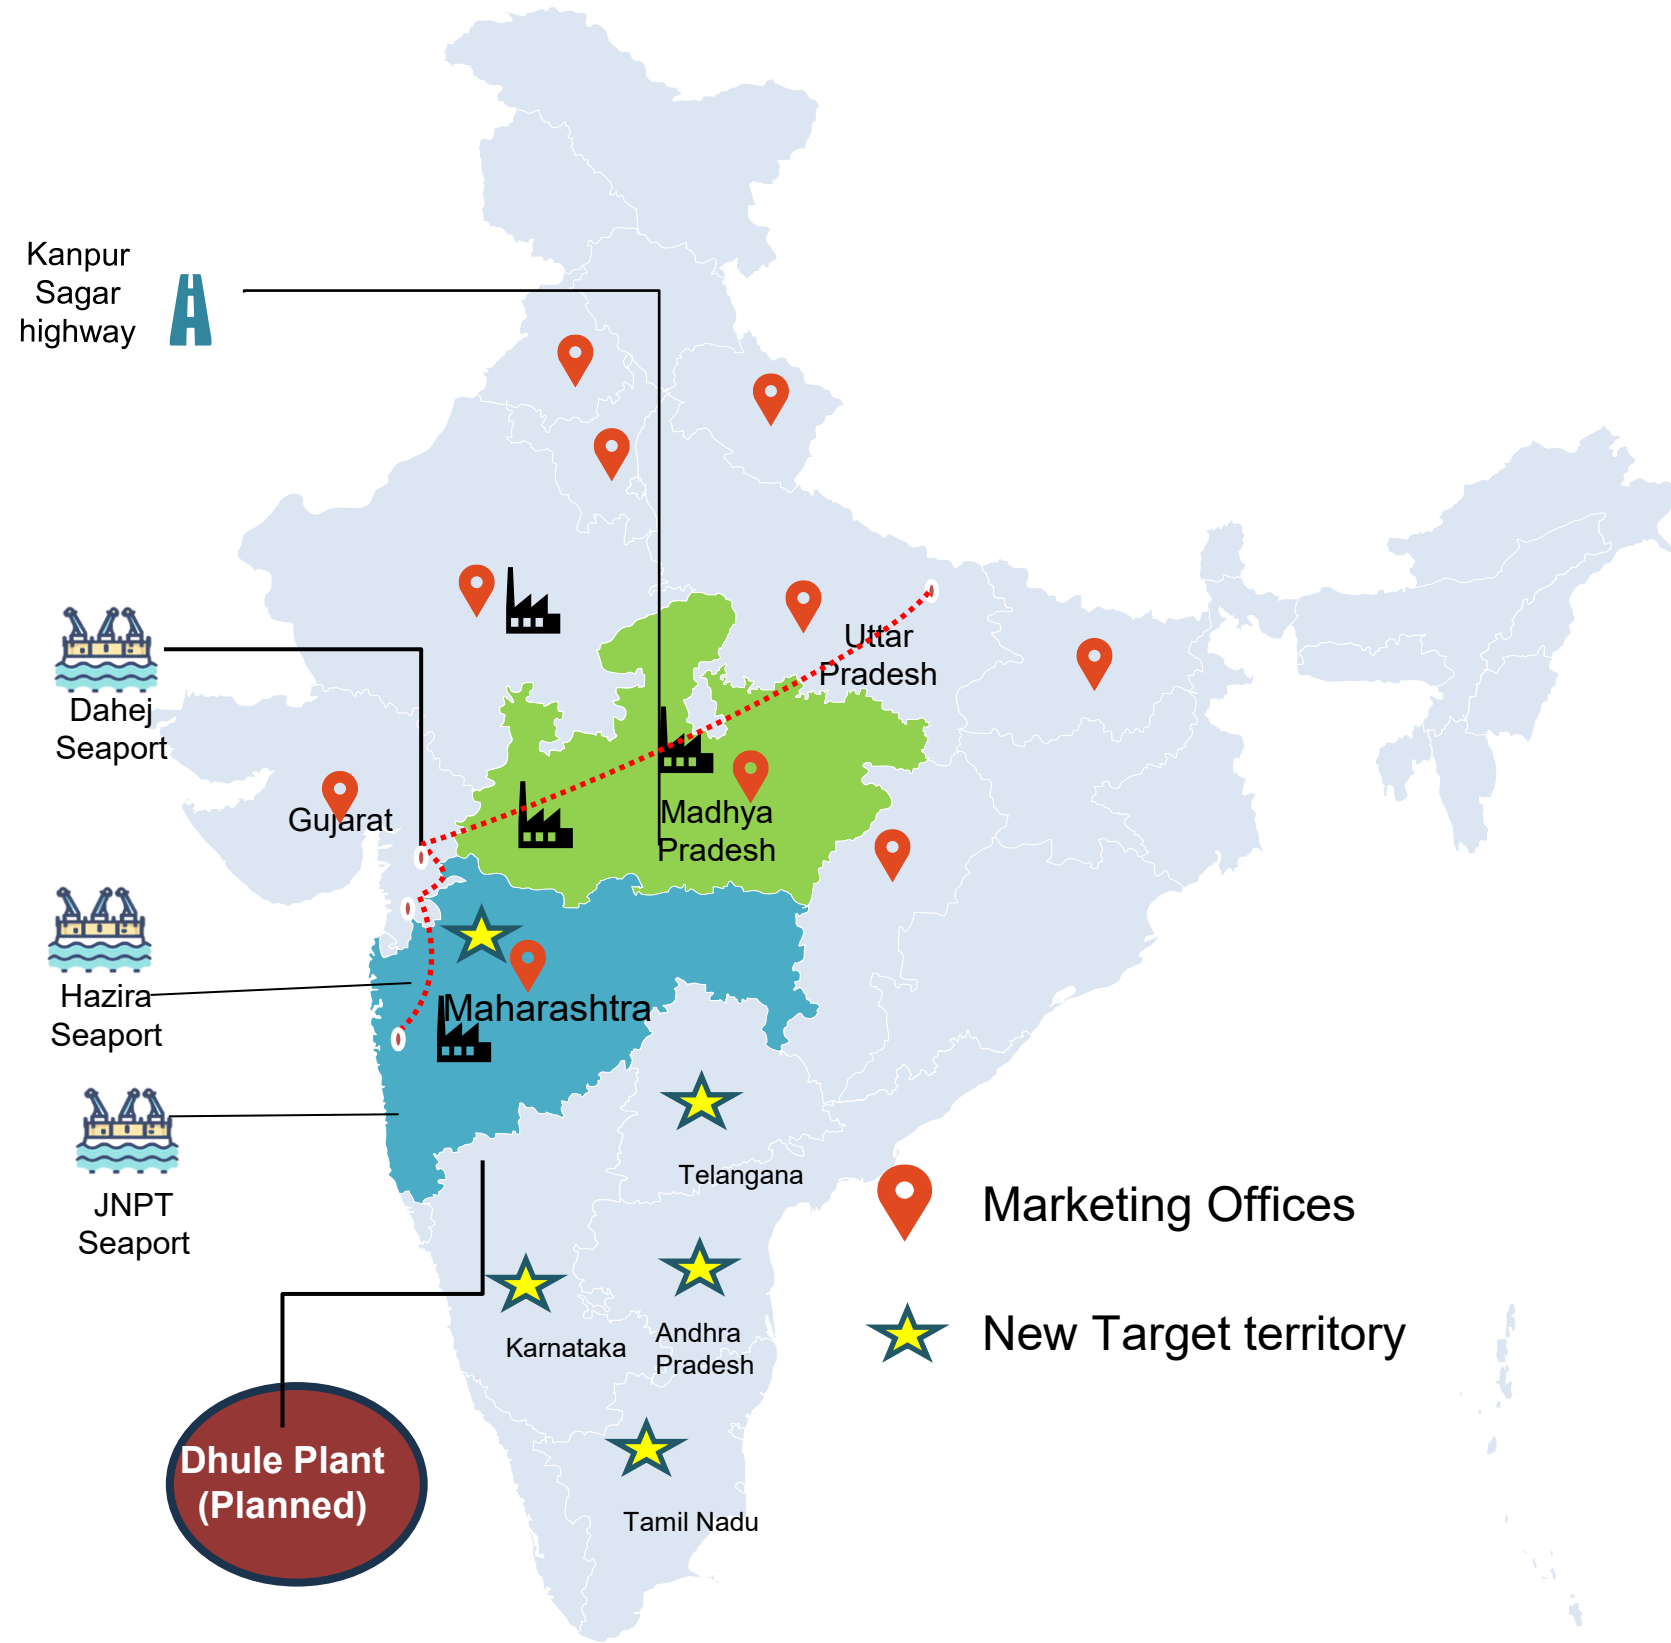 Kanpur
Sagar
highway
Uttar
Pradesh
Dahej
Seaport
Gujarat
Madhya
Pradesh
Hazira
Seaport
Maharashtra
JNPT
Seaport
Telangana
Marketing Offices
Karnataka
Andhra
Pradesh
New Target territory
Dhule Plant
(Planned)
Tamil Nadu